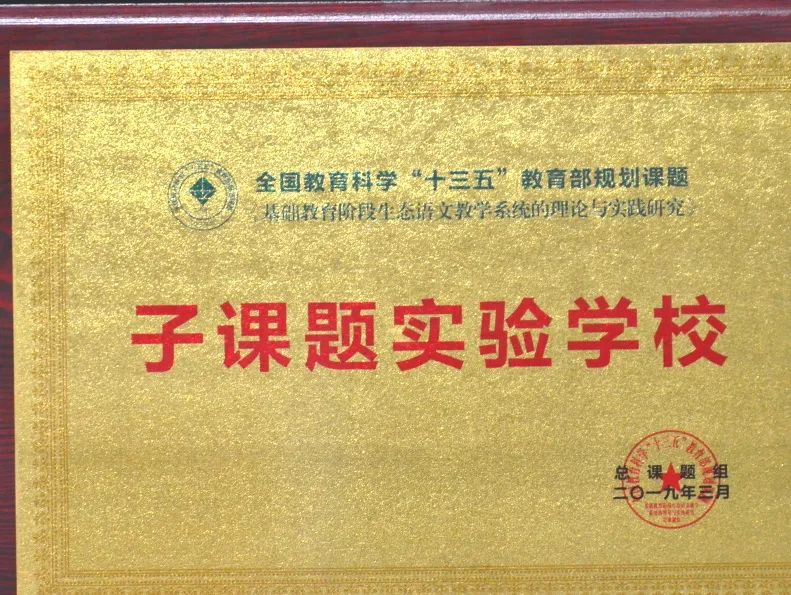 全国教育科学“十三五”教育部规划课题
《基础教育阶段生态语文教学系统的理论与实践研究》
子课题实验学校
总课题组
二〇一九年三月